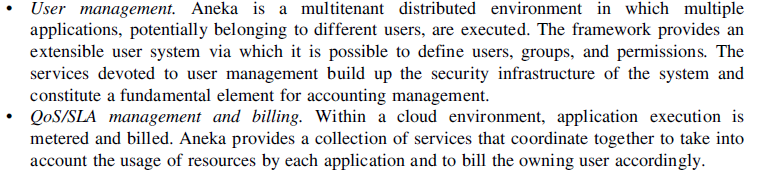 • User management. Aneka is a multitenant distributed environment in which multiple
applications, potentially belonging to different users, are executed. The framework provides an
extensible user system via which it is possible to define users, groups, and permissions. The
services devoted to user management build up the security infrastructure of the system and
constitute a fundamental element for accounting management.
• QoS/SLA management and billing. Within a cloud environment, application execution is
metered and billed. Aneka provides a collection of services that coordinate together to take into
account the usage of resources by each application and to bill the owning user accordingly.